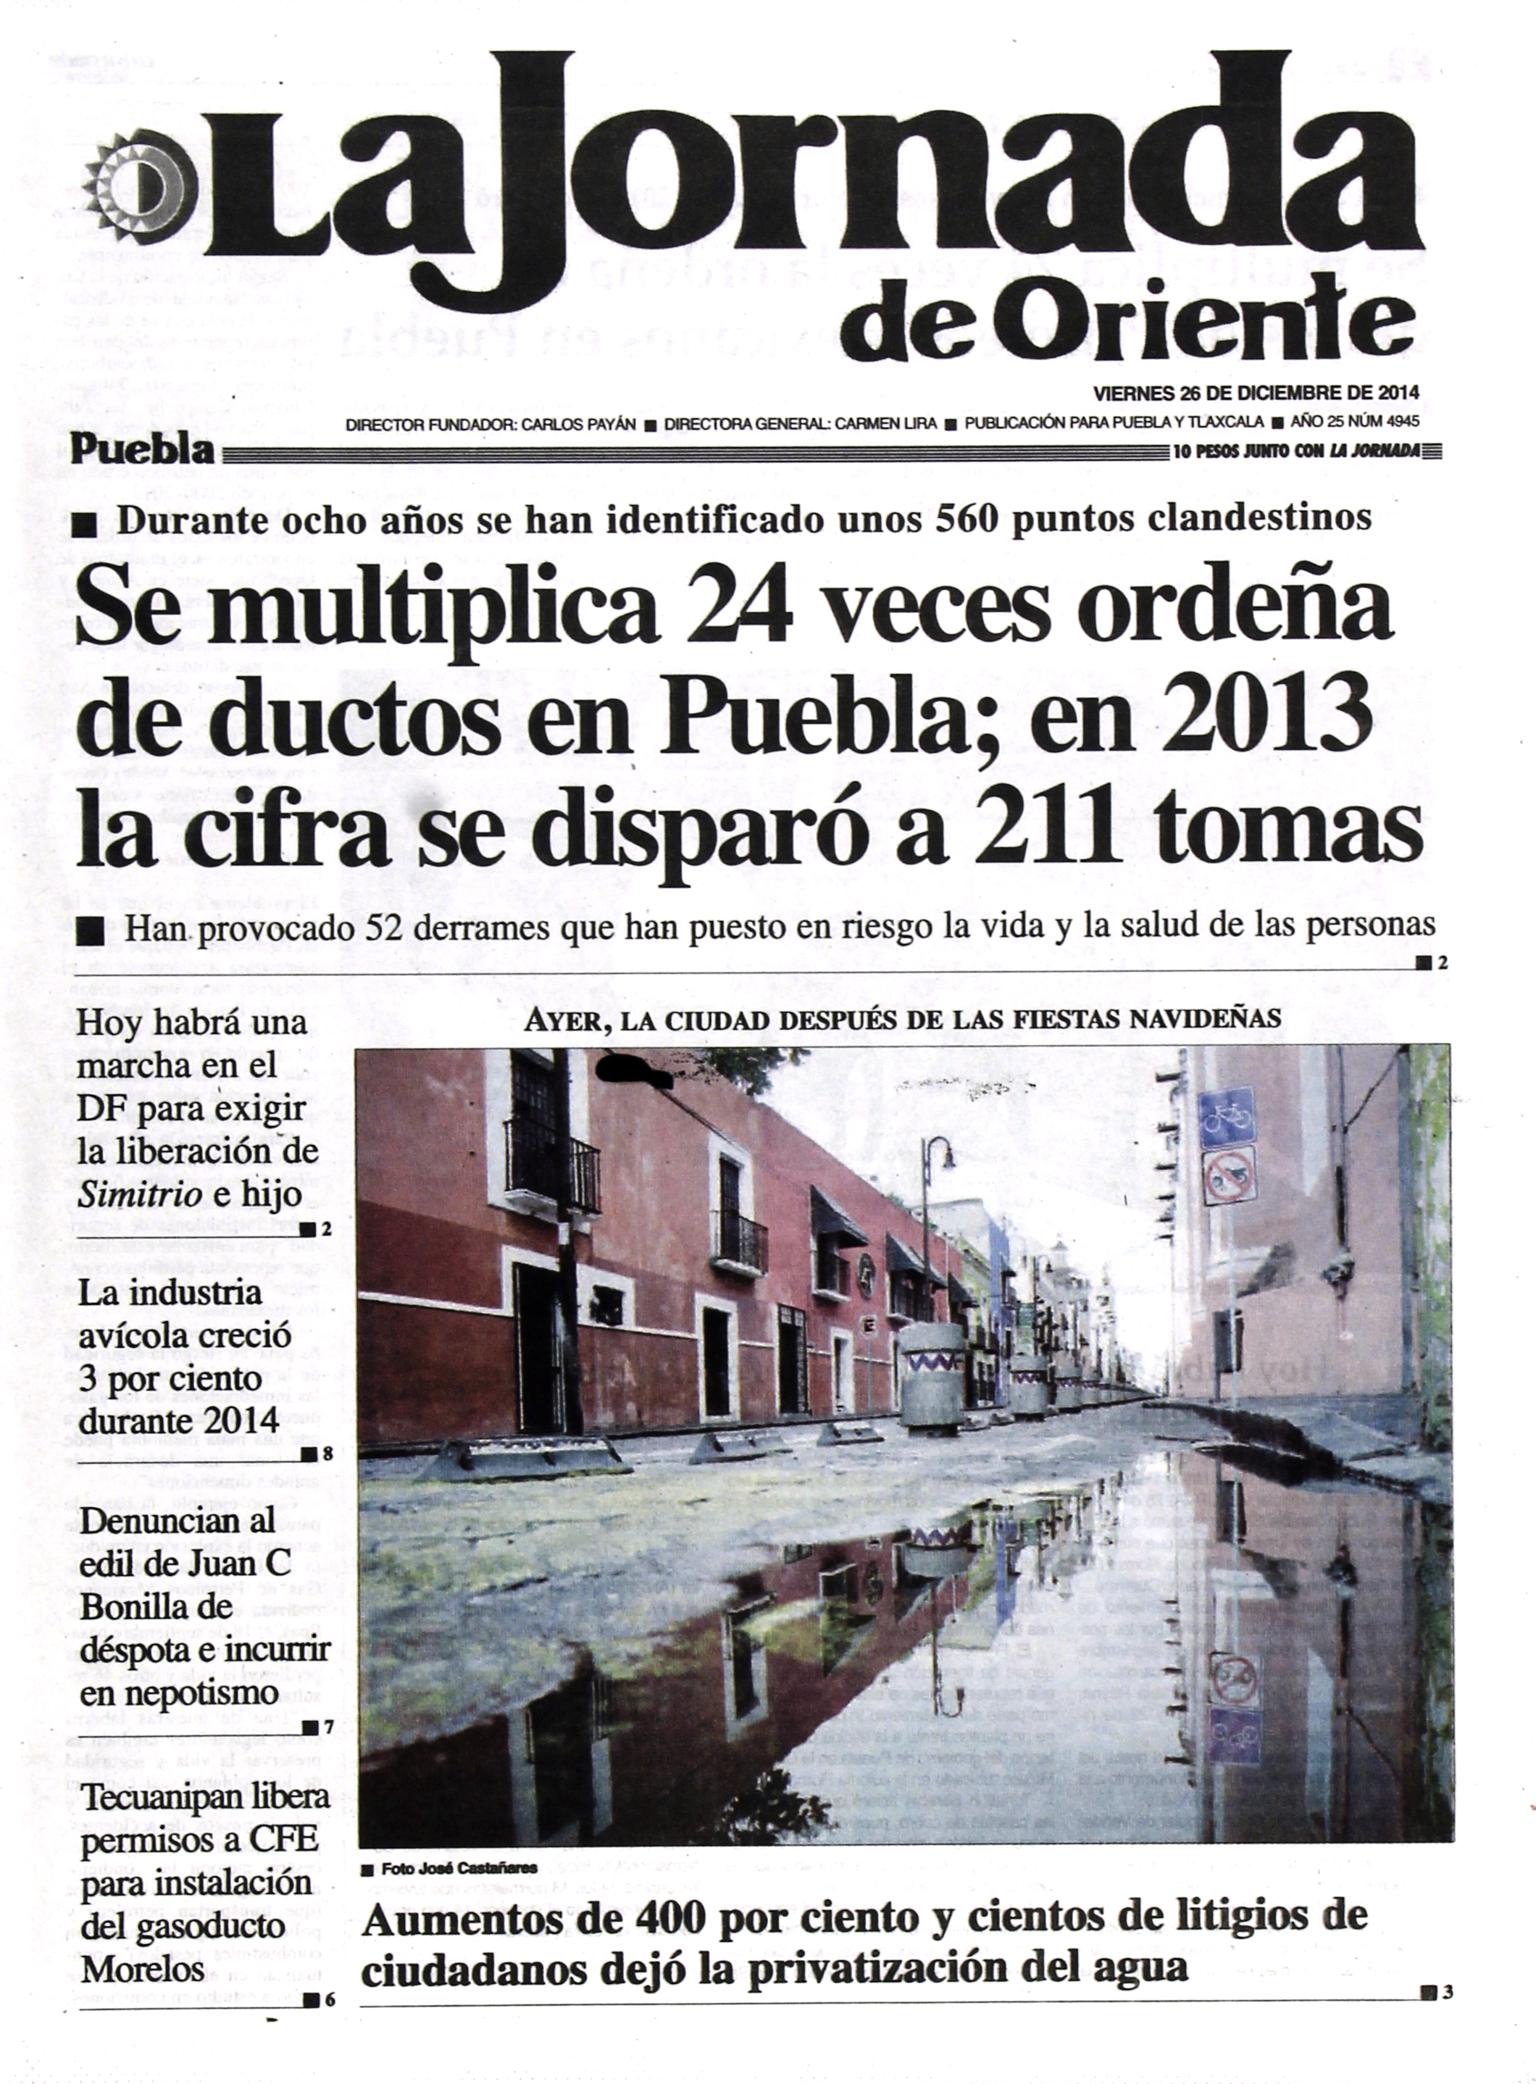 La Jornada
de Oriente
VIERNES 26 DE DICIEMBRE DE 2014
DIRECTOR FUNDADOR: CARLOS PAYÁN ■ DIRECTORA GENERAL: CARMEN LIRA ■ PUBLICACIÓN PARA PUEBLA Y TLAXCALA ■ AÑO 25 NÚM 4945
Puebla
10 PESOS JUNTO CON LA JORNADA
■ Durante ocho años se han identificado unos 560 puntos clandestinos
Se multiplica 24 veces ordeña
de ductos en Puebla; en 2013
la cifra se disparó a 211 tomas
■ Han provocado 52 derrames que han puesto en riesgo la vida y la salud de las personas
■ 2
Hoy habrá una
marcha en el
DF para exigir
la liberación de
Simitrio e hijo
■ 2
La industria
avícola creció
3 por ciento
durante 2014
■ 8
Denuncian al
edil de Juan C
Bonilla de
déspota e incurrir
en nepotismo
■ 7
Tecuanipan libera
permisos a CFE
para instalación
del gasoducto
Morelos
■ 6
AYER, LA CIUDAD DESPUÉS DE LAS FIESTAS NAVIDEÑAS
■ Foto José Castañares
Aumentos de 400 por ciento y cientos de litigios de
ciudadanos dejó la privatización del agua
■ 3